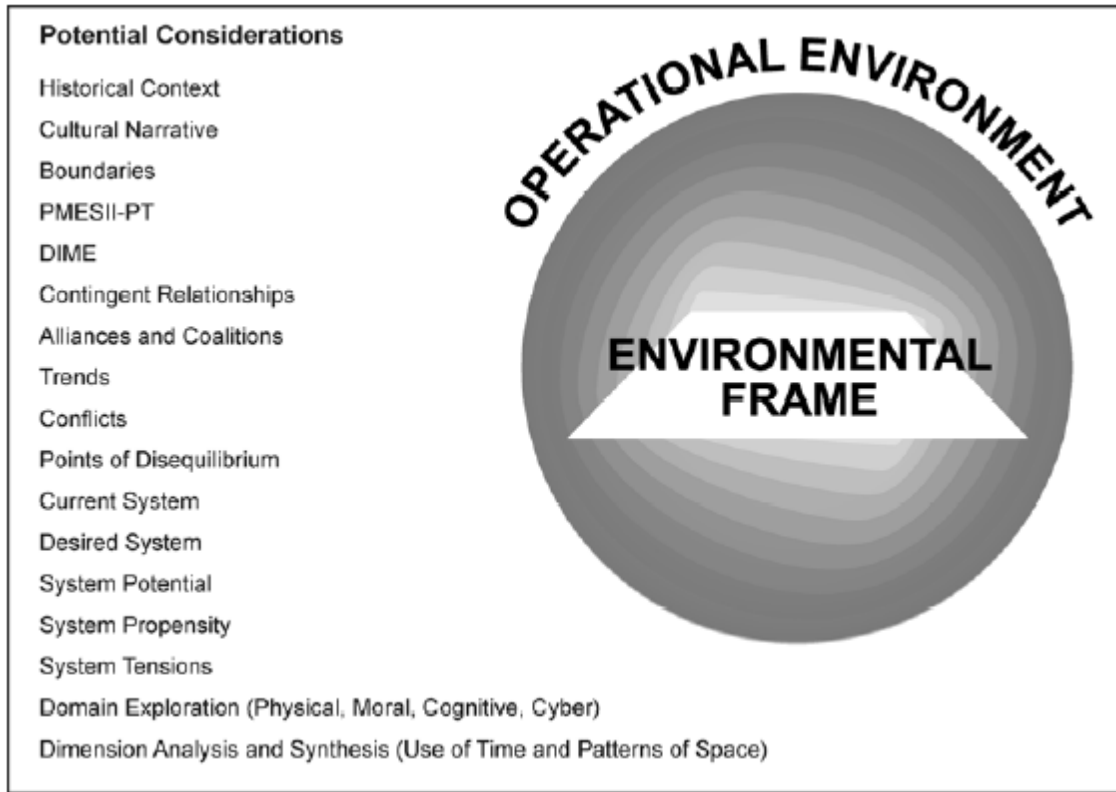 Potential Considerations
Historical Context
Cultural Narrative
Boundaries
PMESII-PT
DIME
Contingent Relationships
Alliances and Coalitions
Trends
Conflicts
Points of Disequilibrium
Current System
Desired System
System Potential
System Propensity
System Tensions
Domain Exploration (Physical, Moral, Cognitive, Cyber)
Dimension Analysis and Synthesis (Use of Time and Patterns of Space)
OPERATIONAL ENVIRONMENT
ENVIRONMENTAL
FRAME